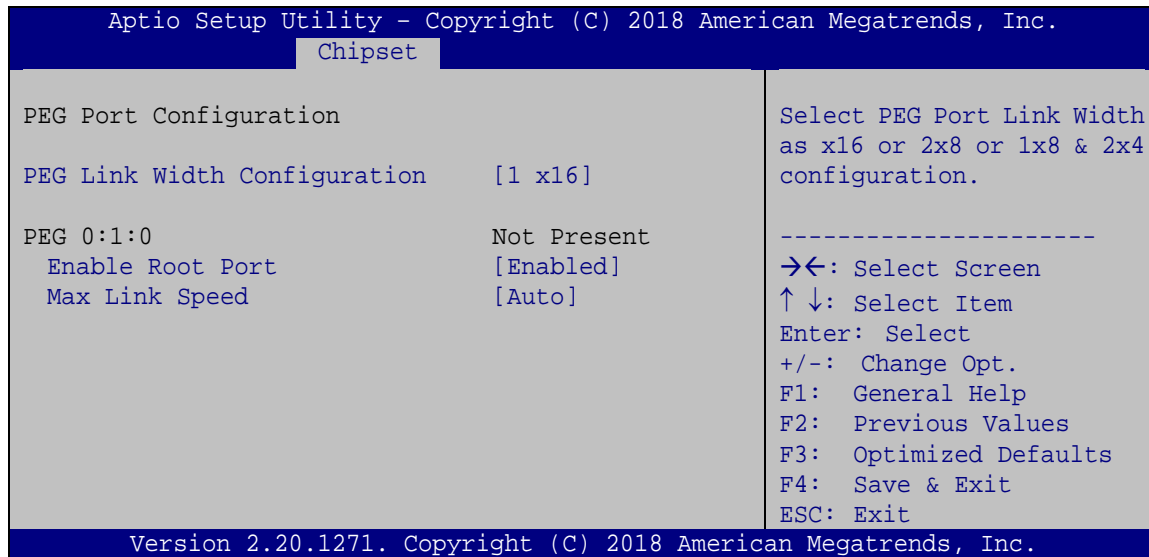 Aptio Setup Utility – Copyright (C) 2018 American Megatrends, Inc.
Chipset
PEG Port Configuration
PEG Link Width Configuration [1 x16]
PEG 0:1:0 Not Present
Enable Root Port [Enabled]
Max Link Speed [Auto]
Select PEG Port Link Width
as x16 or 2x8 or 1x8 & 2x4
configuration.
----------------------
→←: Select Screen
↑ ↓: Select Item
Enter: Select
+/-: Change Opt.
F1: General Help
F2: Previous Values
F3: Optimized Defaults
F4: Save & Exit
ESC: Exit
Version 2.20.1271. Copyright (C) 2018 American Megatrends, Inc.